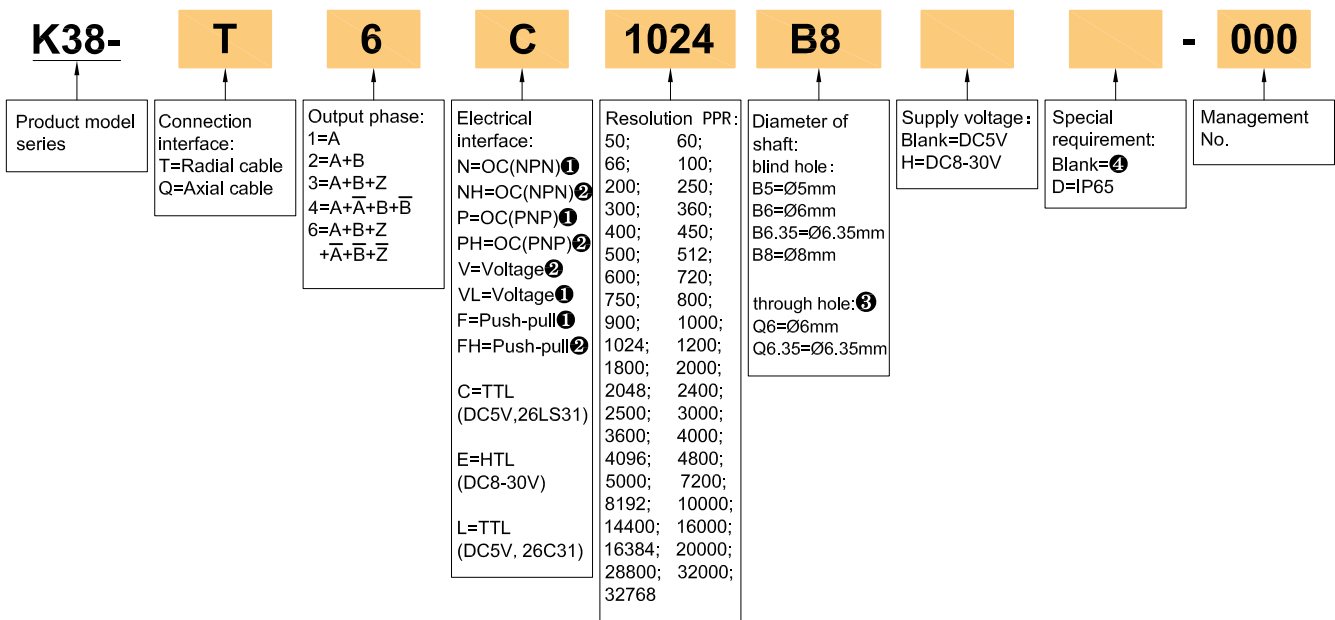 K38- T 6 C 1024 B8 - 000
Product model
series
Connection
interface:
T=Radial cable
Q=Axial cable
Output phase:
1=A
2=A+B
3=A+B+Z
4=A+A̅+B+B̅
6=A+B+Z
+A̅+B̅+Z̅
Electrical
interface:
N=OC(NPN)❶
NH=OC(NPN)❷
P=OC(PNP)❶
PH=OC(PNP)❷
V=Voltage❷
VL=Voltage❶
F=Push-pull❶
FH=Push-pull❷
C=TTL
(DC5V,26LS31)
E=HTL
(DC8-30V)
L=TTL
(DC5V, 26C31)
Resolution PPR:
50; 60;
66; 100;
200; 250;
300; 360;
400; 450;
500; 512;
600; 720;
750; 800;
900; 1000;
1024; 1200;
1800; 2000;
2048; 2400;
2500; 3000;
3600; 4000;
4096; 4800;
5000; 7200;
8192; 10000;
14400; 16000;
16384; 20000;
28800; 32000;
32768
Diameter of
shaft:
blind hole:
B5=Ø5mm
B6=Ø6mm
B6.35=Ø6.35mm
B8=Ø8mm
through hole:❸
Q6=Ø6mm
Q6.35=Ø6.35mm
Supply voltage:
Blank=DC5V
H=DC8-30V
Special
requirement:
Blank=❹
D=IP65
Management
No.